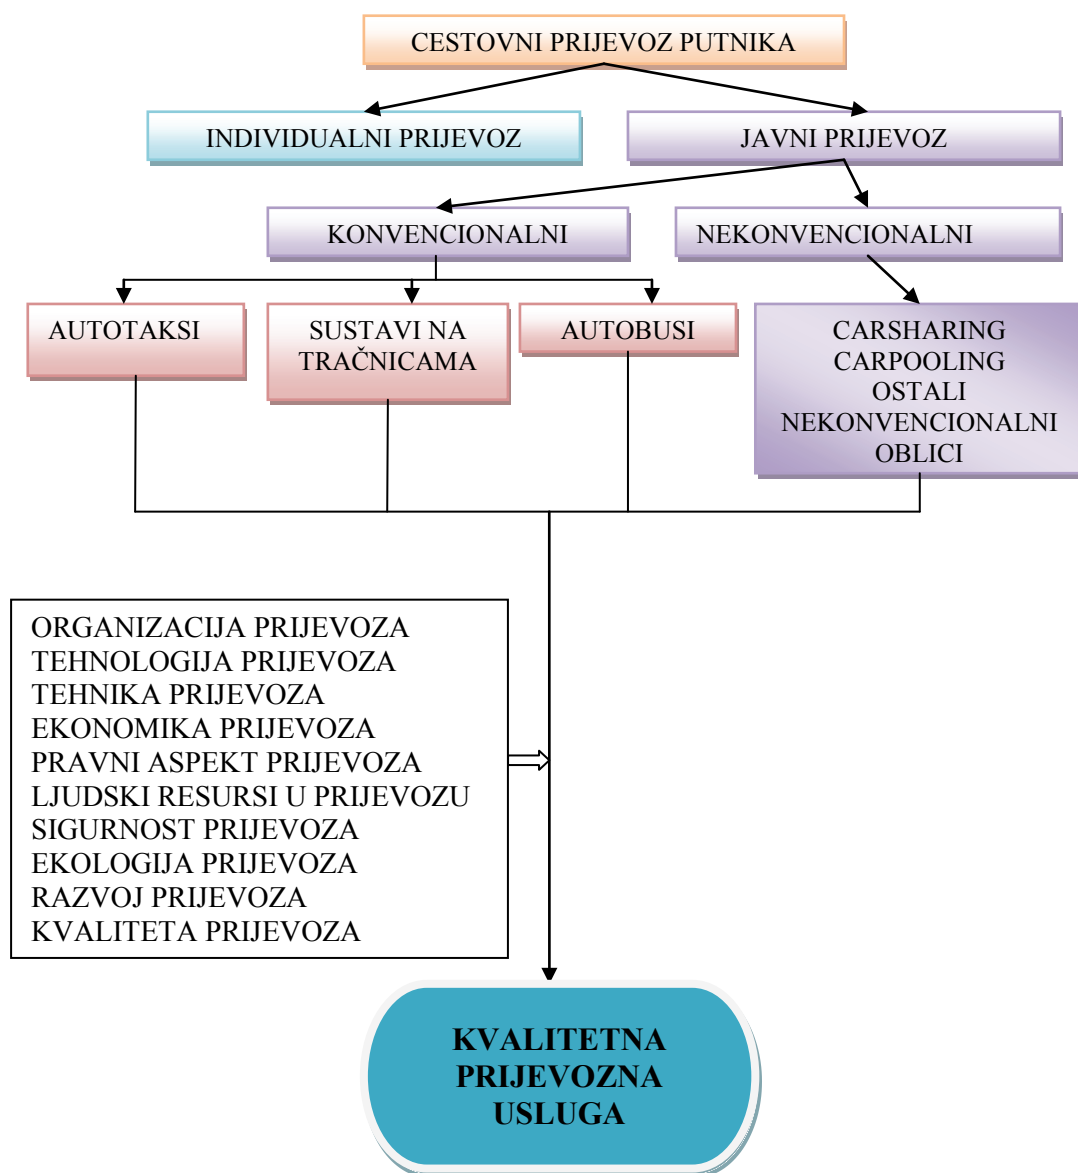 CESTOVNI PRIJEVOZ PUTNIKA
INDIVIDUALNI PRIJEVOZ
JAVNI PRIJEVOZ
KONVENCIONALNI
NEKONVENCIONALNI
AUTOTAKSI
SUSTAVI NA
TRAČNICAMA
AUTOBUSI
CARSHARING
CARPOOLING
OSTALI
NEKONVENCIONALNI
OBLICI
ORGANIZACIJA PRIJEVOZA
TEHNOLOGIJA PRIJEVOZA
TEHNIKA PRIJEVOZA
EKONOMIKA PRIJEVOZA
PRAVNI ASPEKT PRIJEVOZA
LJUDSKI RESURSI U PRIJEVOZU
SIGURNOST PRIJEVOZA
EKOLOGIJA PRIJEVOZA
RAZVOJ PRIJEVOZA
KVALITETA PRIJEVOZA
KVALITETNA
PRIJEVOZNA
USLUGA